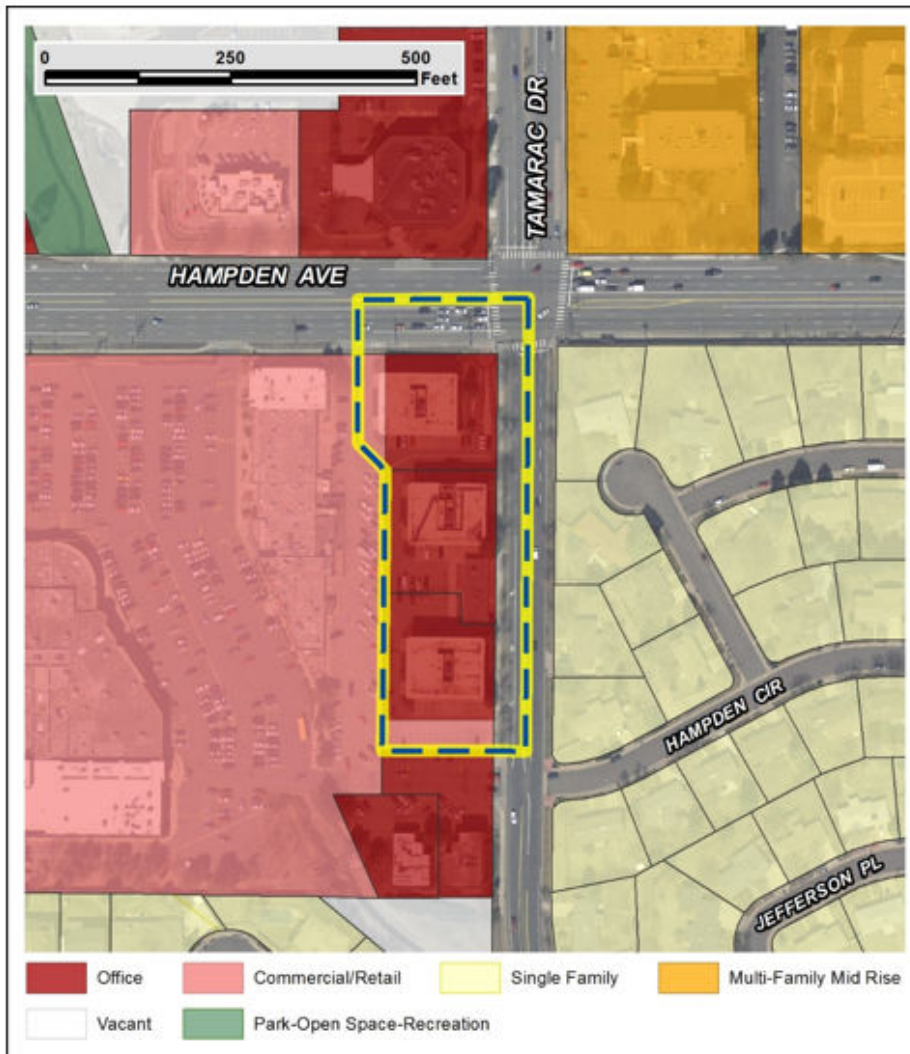 0 250 500
Feet
TAMARAC DR
HAMPDEN AVE
HAMPDEN CIR
JEFFERSON PL
Office Commercial/Retail Single Family Multi-Family Mid Rise
Vacant Park-Open Space-Recreation